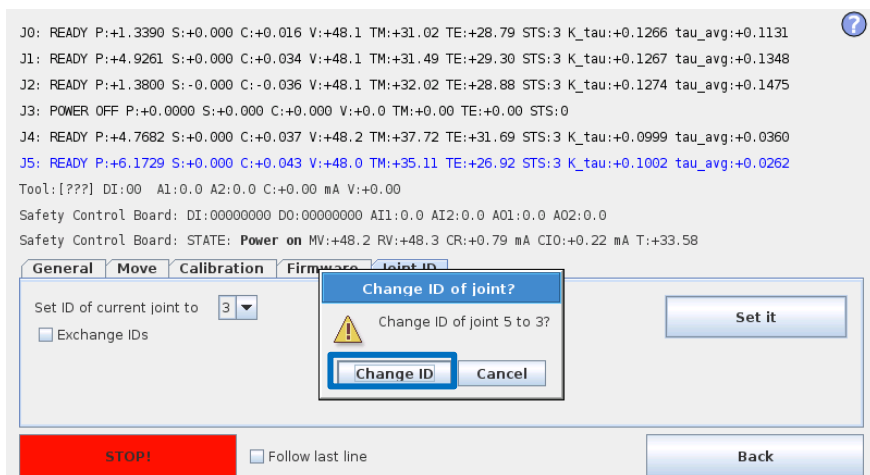 J0: READY P:+1.3390 S:+0.000 C:+0.016 V:+48.1 TM:+31.02 TE:+28.79 STS:3 K_tau:+0.1266 tau_avg:+0.1131
?
J1: READY P:+4.9261 S:+0.000 C:+0.034 V:+48.1 TM:+31.49 TE:+29.30 STS:3 K_tau:+0.1267 tau_avg:+0.1348
J2: READY P:+1.3800 S:-0.000 C:-0.036 V:+48.1 TM:+32.02 TE:+28.88 STS:3 K_tau:+0.1274 tau_avg:+0.1475
J3: POWER OFF P:+0.0000 S:+0.000 C:+0.000 V:+0.0 TM:+0.00 TE:+0.00 STS:0
J4: READY P:+4.7682 S:+0.000 C:+0.037 V:+48.2 TM:+37.72 TE:+31.69 STS:3 K_tau:+0.0999 tau_avg:+0.0360
J5: READY P:+6.1729 S:+0.000 C:+0.043 V:+48.0 TM:+35.11 TE:+26.92 STS:3 K_tau:+0.1002 tau_avg:+0.0262
Tool:[???] DI:00 A1:0.0 A2:0.0 C:+0.00 mA V:+0.00
Safety Control Board: DI:00000000 DO:00000000 AI1:0.0 AI2:0.0 AO1:0.0 AO2:0.0
Safety Control Board: STATE: Power on MV:+48.2 RV:+48.3 CR:+0.79 mA CIO:+0.22 mA T:+33.58
General Move Calibration Firmware Joint ID
Change ID of joint?
Set ID of current joint to 3
Exchange IDs
Change ID of joint 5 to 3?
Change ID Cancel
Set it
STOP!
Follow last line
Back